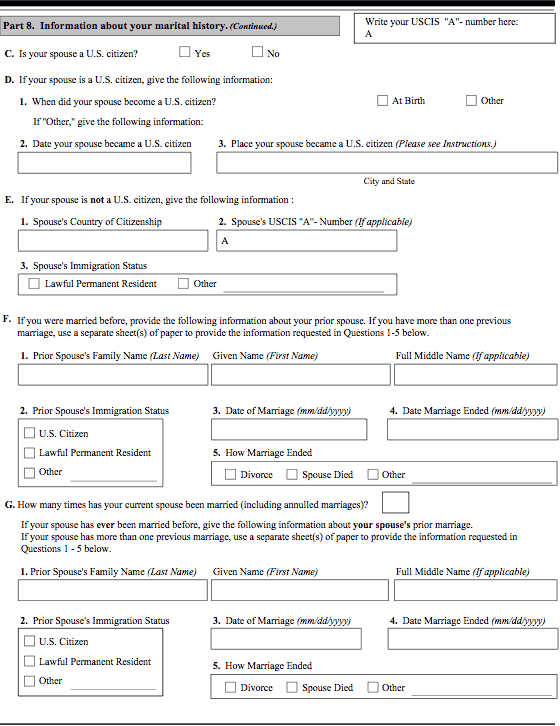 Part 8. Information about your marital history. (Continued.)
Write your USCIS "A"- number here:
A
C. Is your spouse a U.S. citizen? Yes No
D. If your spouse is a U.S. citizen, give the following information:
1. When did your spouse become a U.S. citizen? At Birth Other
If "Other," give the following information:
2. Date your spouse became a U.S. citizen 3. Place your spouse became a U.S. citizen (Please see Instructions.)
City and State
E. If your spouse is not a U.S. citizen, give the following information :
1. Spouse's Country of Citizenship 2. Spouse's USCIS "A"- Number (If applicable)
A
3. Spouse's Immigration Status
Lawful Permanent Resident Other
F. If you were married before, provide the following information about your prior spouse. If you have more than one previous
marriage, use a separate sheet(s) of paper to provide the information requested in Questions 1-5 below.
1. Prior Spouse's Family Name (Last Name) Given Name (First Name) Full Middle Name (If applicable)
2. Prior Spouse's Immigration Status 3. Date of Marriage (mm/dd/yyyy) 4. Date Marriage Ended (mm/dd/yyyy)
U.S. Citizen
Lawful Permanent Resident 5. How Marriage Ended
Other Divorce Spouse Died Other
G. How many times has your current spouse been married (including annulled marriages)?
If your spouse has ever been married before, give the following information about your spouse's prior marriage.
If your spouse has more than one previous marriage, use a separate sheet(s) of paper to provide the information requested in
Questions 1 - 5 below.
1. Prior Spouse's Family Name (Last Name) Given Name (First Name) Full Middle Name (If applicable)
2. Prior Spouse's Immigration Status 3. Date of Marriage (mm/dd/yyyy) 4. Date Marriage Ended (mm/dd/yyyy)
U.S. Citizen
Lawful Permanent Resident 5. How Marriage Ended
Other Divorce Spouse Died Other